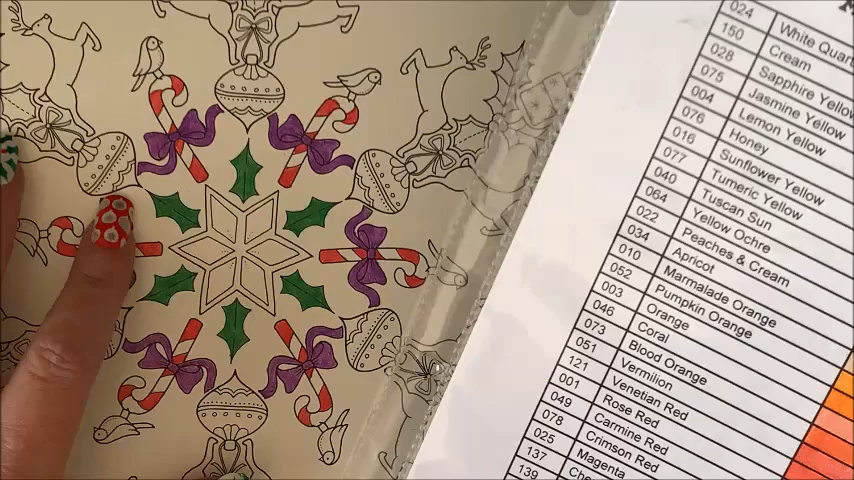 024 White Quart
150 Cream
028 Sapphire Yellow
075 Jasmine Yellow
004 Lemon Yellow
076 Honey
016 Sunflower Yellow
077 Tumeric Yellow
040 Tuscan Sun
064 Yellow Ochre
022 Peaches & Cream
034 Apricot
010 Marmalade Orange
052 Pumpkin Orange
003 Orange
046 Coral
073 Blood Orange
051 Vermilion
121 Venetian Red
001 Rose Red
049 Carmine Red
078 Crimson Red
025 Magenta
137 Che
139